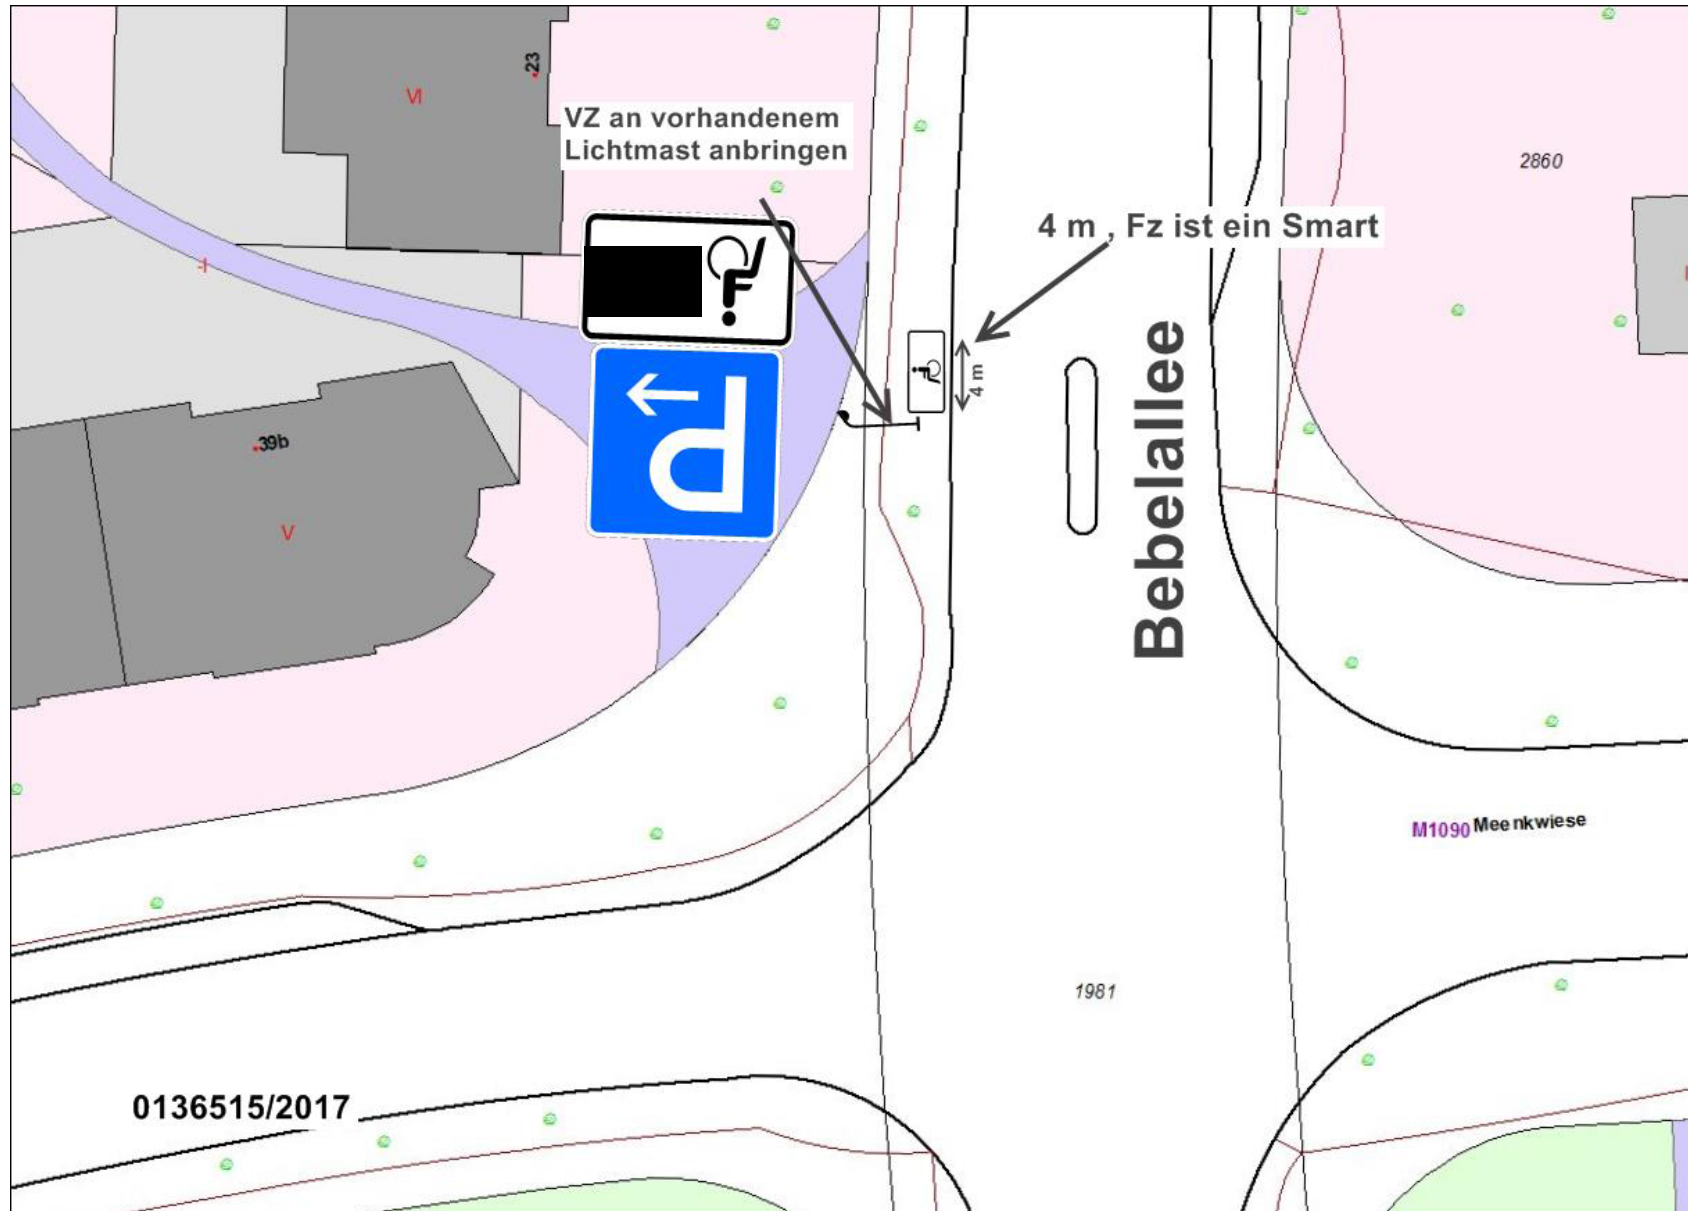 23
VI
VZ an vorhandenem
Lichtmast anbringen
2860
4 m , Fz ist ein Smart
-I
P
4 m
39b
V
Bebelallee
M1090 Meenkwiese
1981
0136515/2017